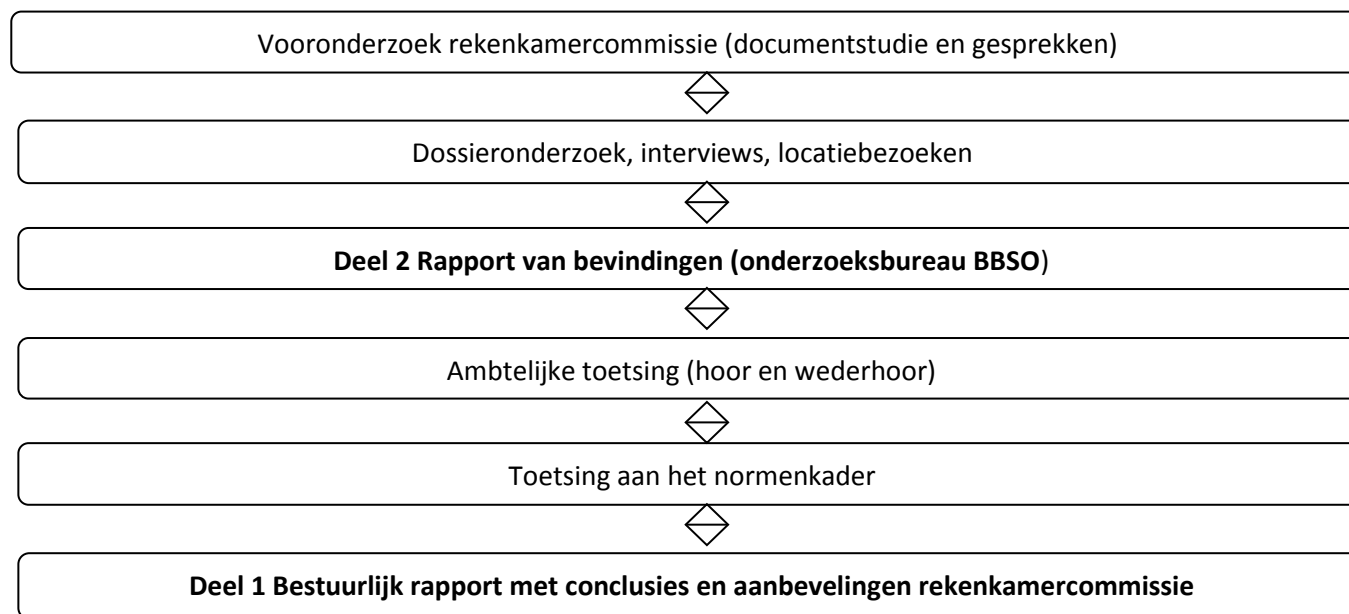 Vooronderzoek rekenkamercommissie (documentstudie en gesprekken)
Dossieronderzoek, interviews, locatiebezoeken
Deel 2 Rapport van bevindingen (onderzoeksbureau BBSO)
Ambtelijke toetsing (hoor en wederhoor)
Toetsing aan het normenkader
Deel 1 Bestuurlijk rapport met conclusies en aanbevelingen rekenkamercommissie